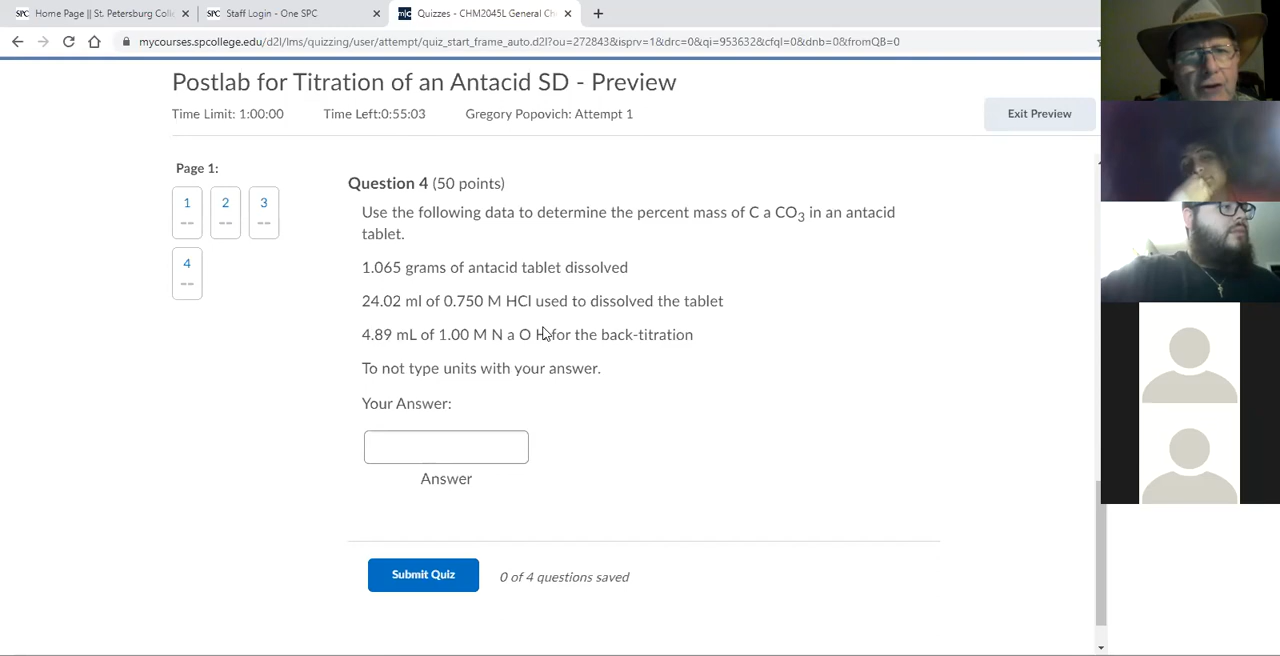 SPC Home Page || St. Petersburg Coll
SPC Staff Login - One SPC
Quizzes - CHM2045L General Ch
mycourses.spcollege.edu/d2l/lms/quizzing/user/attempt/quiz_start_frame_auto.d2l?ou=272843&isprv=1&drc=0&qi=953632&cfql=0&dnb=0&fromQB=0
Postlab for Titration of an Antacid SD - Preview
Time Limit: 1:00:00 Time Left:0:55:03 Gregory Popovich: Attempt 1
Exit Preview
Page 1:
1 2 3
-- -- --
4
--
Question 4 (50 points)
Use the following data to determine the percent mass of C a CO3 in an antacid
tablet.
1.065 grams of antacid tablet dissolved
24.02 ml of 0.750 M HCl used to dissolved the tablet
4.89 mL of 1.00 M N a O H for the back-titration
To not type units with your answer.
Your Answer:
Answer
Submit Quiz 0 of 4 questions saved